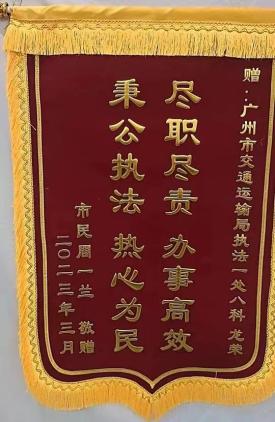 赠：广州市交通运输局执法一处八科 龙荣
尽职尽责 办事高效
秉公执法 热心为民
市民周一兰 敬赠
二〇二三年三月